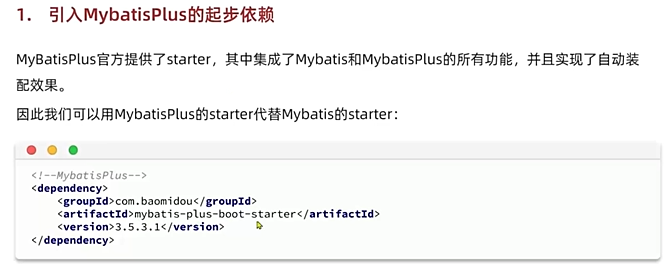 1. 引入MybatisPlus的起步依赖
MyBatisPlus官方提供了starter，其中集成了Mybatis和MybatisPlus的所有功能，并且实现了自动装
配效果。
因此我们可以用MybatisPlus的starter代替Mybatis的starter：
<!--MybatisPlus-->
<dependency>
    <groupId>com.baomidou</groupId>
    <artifactId>mybatis-plus-boot-starter</artifactId>
    <version>3.5.3.1</version>
</dependency>